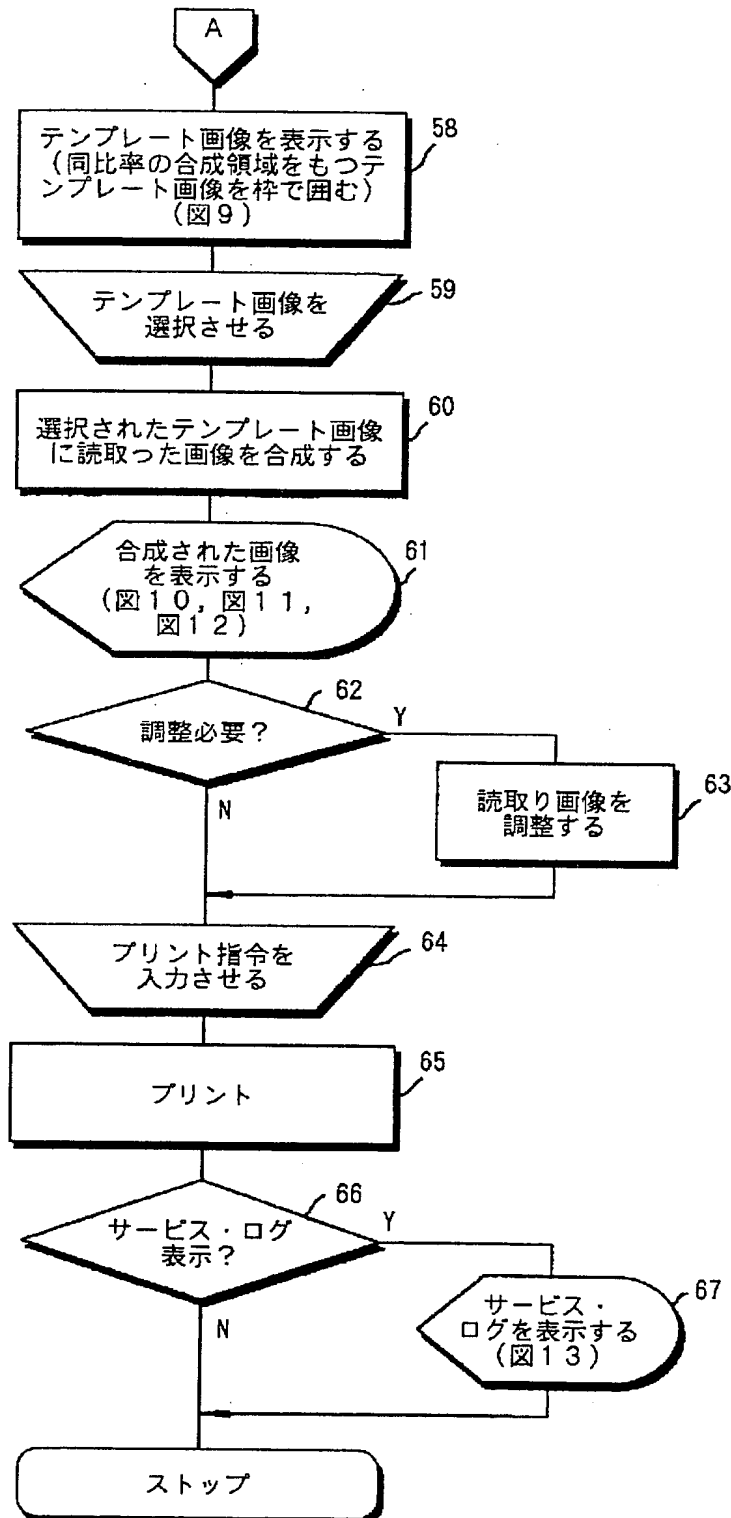 A
テンプレート画像を表示する
(同比率の合成領域をもつテ
ンプレート画像を枠で囲む)
(図9)
58
テンプレート画像を
選択させる
59
選択されたテンプレート画像
に読取った画像を合成する
60
合成された画像
を表示する
(図10, 図11,
図12)
61
調整必要?
62
Y
N
読取り画像を
調整する
63
プリント指令を
入力させる
64
プリント
65
サービス・ログ
表示?
66
Y
N
サービス・
ログを表示する
(図13)
67
ストップ